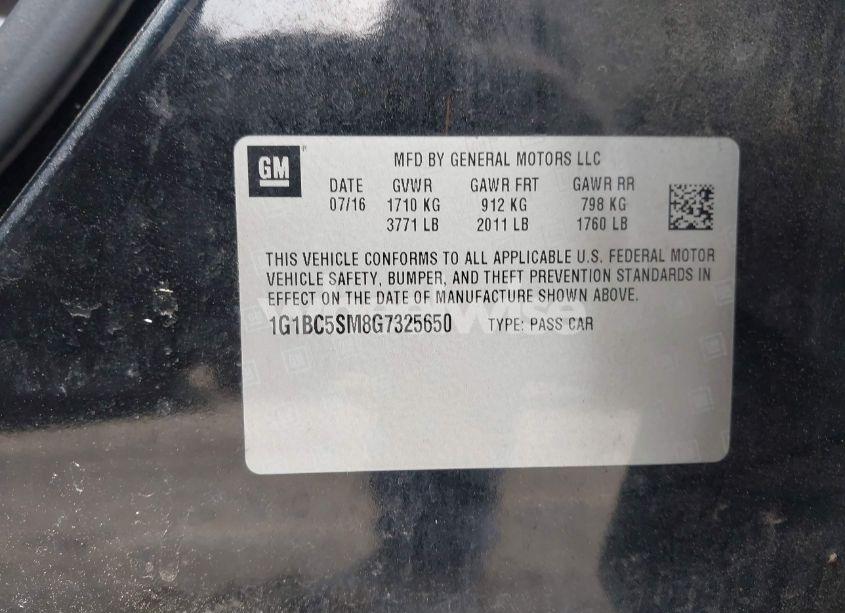 GM
MFD BY GENERAL MOTORS LLC
DATE GVWR GAWR FRT GAWR RR
07/16 1710 KG 912 KG 798 KG
3771 LB 2011 LB 1760 LB
THIS VEHICLE CONFORMS TO ALL APPLICABLE U.S. FEDERAL MOTOR
VEHICLE SAFETY, BUMPER, AND THEFT PREVENTION STANDARDS IN
EFFECT ON THE DATE OF MANUFACTURE SHOWN ABOVE.
1G1BC5SM8G7325650 TYPE: PASS CAR